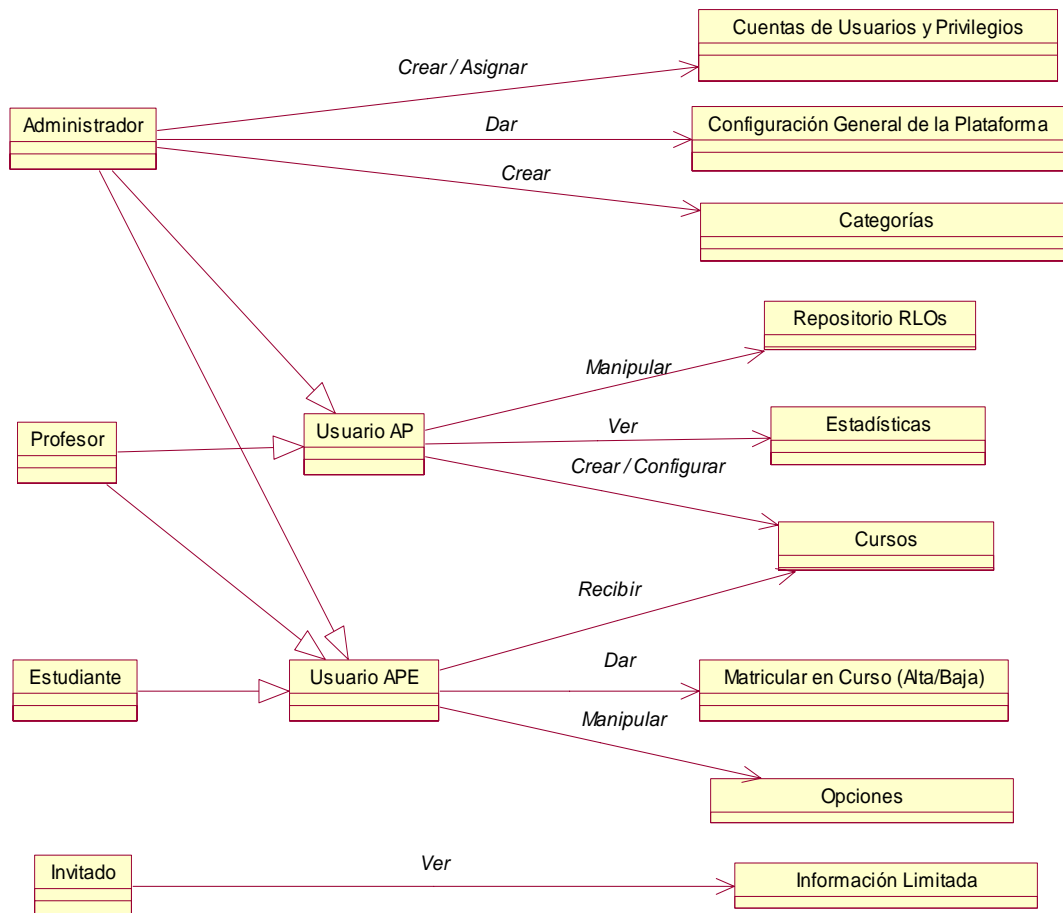 Cuentas de Usuarios y Privilegios
Crear / Asignar
Administrador
Dar
Configuración General de la Plataforma
Crear
Categorías
Repositorio RLOs
Manipular
Profesor
Usuario AP
Ver
Estadísticas
Crear / Configurar
Cursos
Recibir
Estudiante
Usuario APE
Dar
Matricular en Curso (Alta/Baja)
Manipular
Opciones
Invitado
Ver
Información Limitada